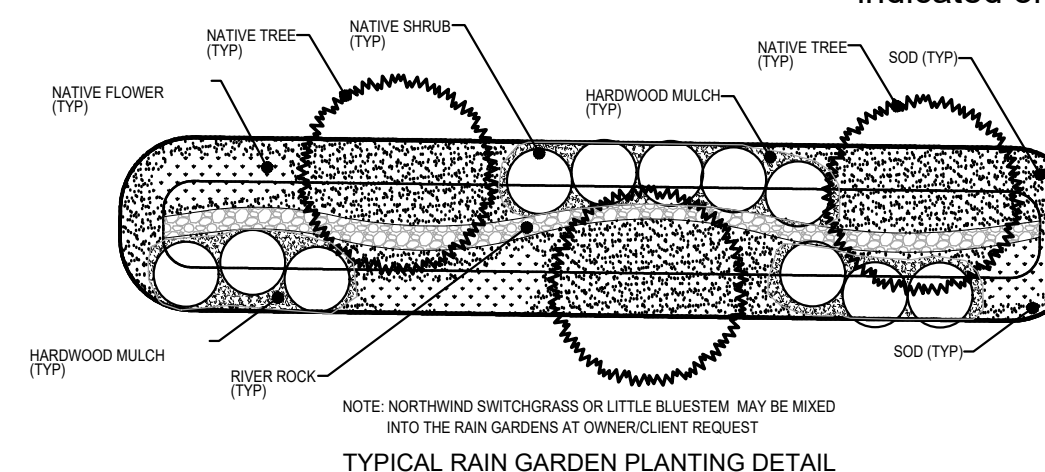 indicated
NATIVE SHRUB
(TYP)
NATIVE TREE
(TYP)
NATIVE TREE
(TYP)
SOD (TYP)
NATIVE FLOWER
(TYP)
HARDWOOD MULCH
(TYP)
HARDWOOD MULCH
(TYP)
RIVER ROCK
(TYP)
SOD (TYP)
NOTE: NORTHWIND SWITCHGRASS OR LITTLE BLUESTEM MAY BE MIXED
INTO THE RAIN GARDENS AT OWNER/CLIENT REQUEST
TYPICAL RAIN GARDEN PLANTING DETAIL